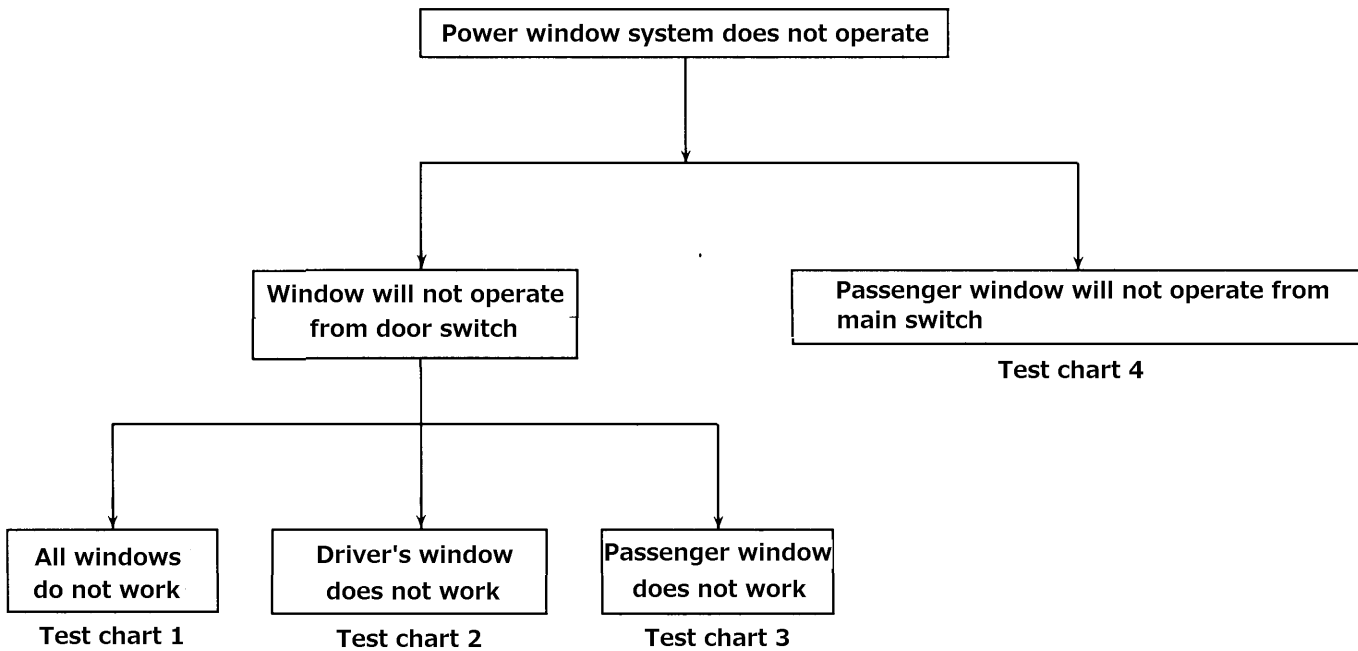 Power window system does not operate
Window will not operate
from door switch
Passenger window will not operate from
main switch
Test chart 4
All windows
do not work
Test chart 1
Driver's window
does not work
Test chart 2
Passenger window
does not work
Test chart 3